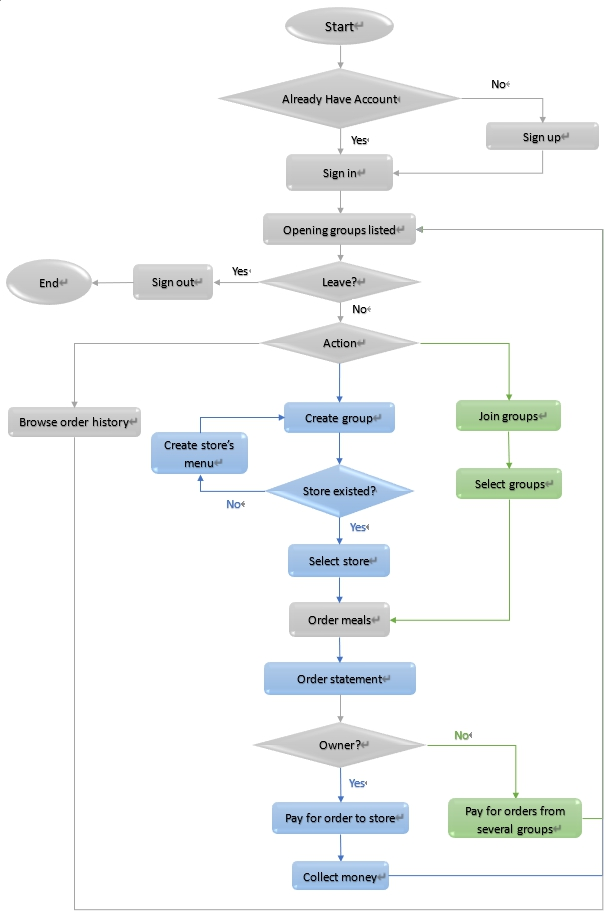 Start
Already Have Account
No
Sign up
Yes
Sign in
Opening groups listed
Leave?
Yes
Sign out
End
No
Action
Browse order history
Create group
Join groups
Create store's
menu
Store existed?
Select groups
No
Yes
Select store
Order meals
Order statement
Owner?
No
Yes
Pay for order to store
Pay for orders from
several groups
Collect money